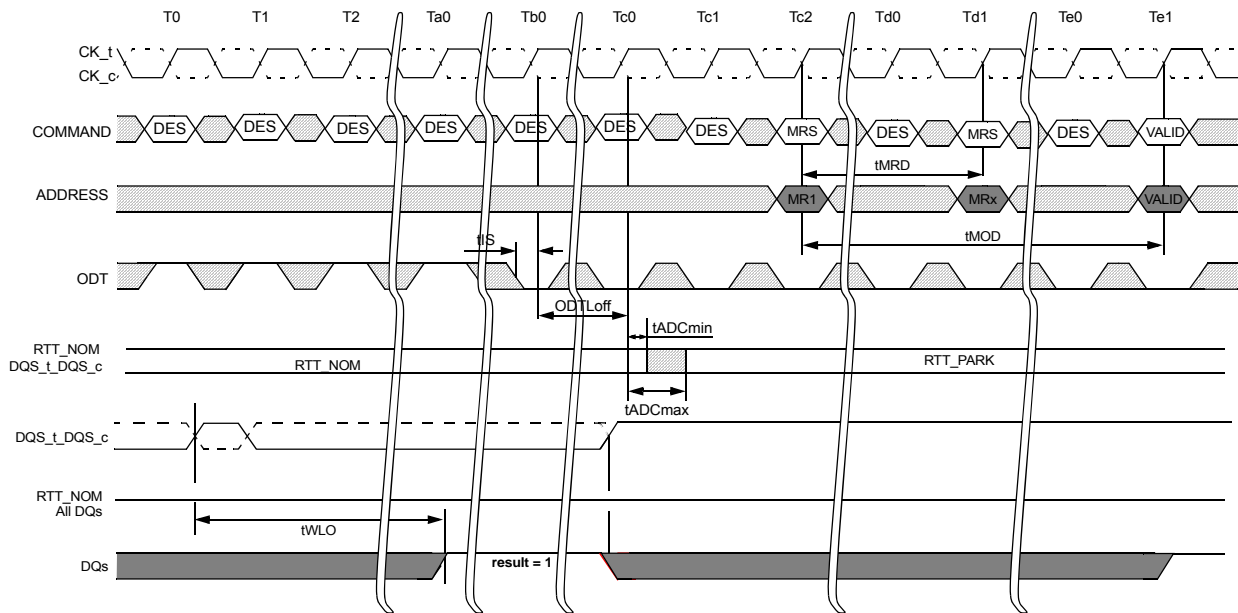 T0 T1 T2 Ta0 Tb0 Tc0 Tc1 Tc2 Td0 Td1 Te0 Te1
CK_t
CK_c
COMMAND DES DES DES DES DES DES DES MRS DES MRS DES VALID
tMRD
ADDRESS MR1 MRx VALID
tIS tMOD
ODT
ODTLoff
tADCmin
RTT_NOM
DQS_t_DQS_c RTT_NOM RTT_PARK
tADCmax
DQS_t_DQS_c
RTT_NOM
All DQs
tWLO
result = 1
DQs